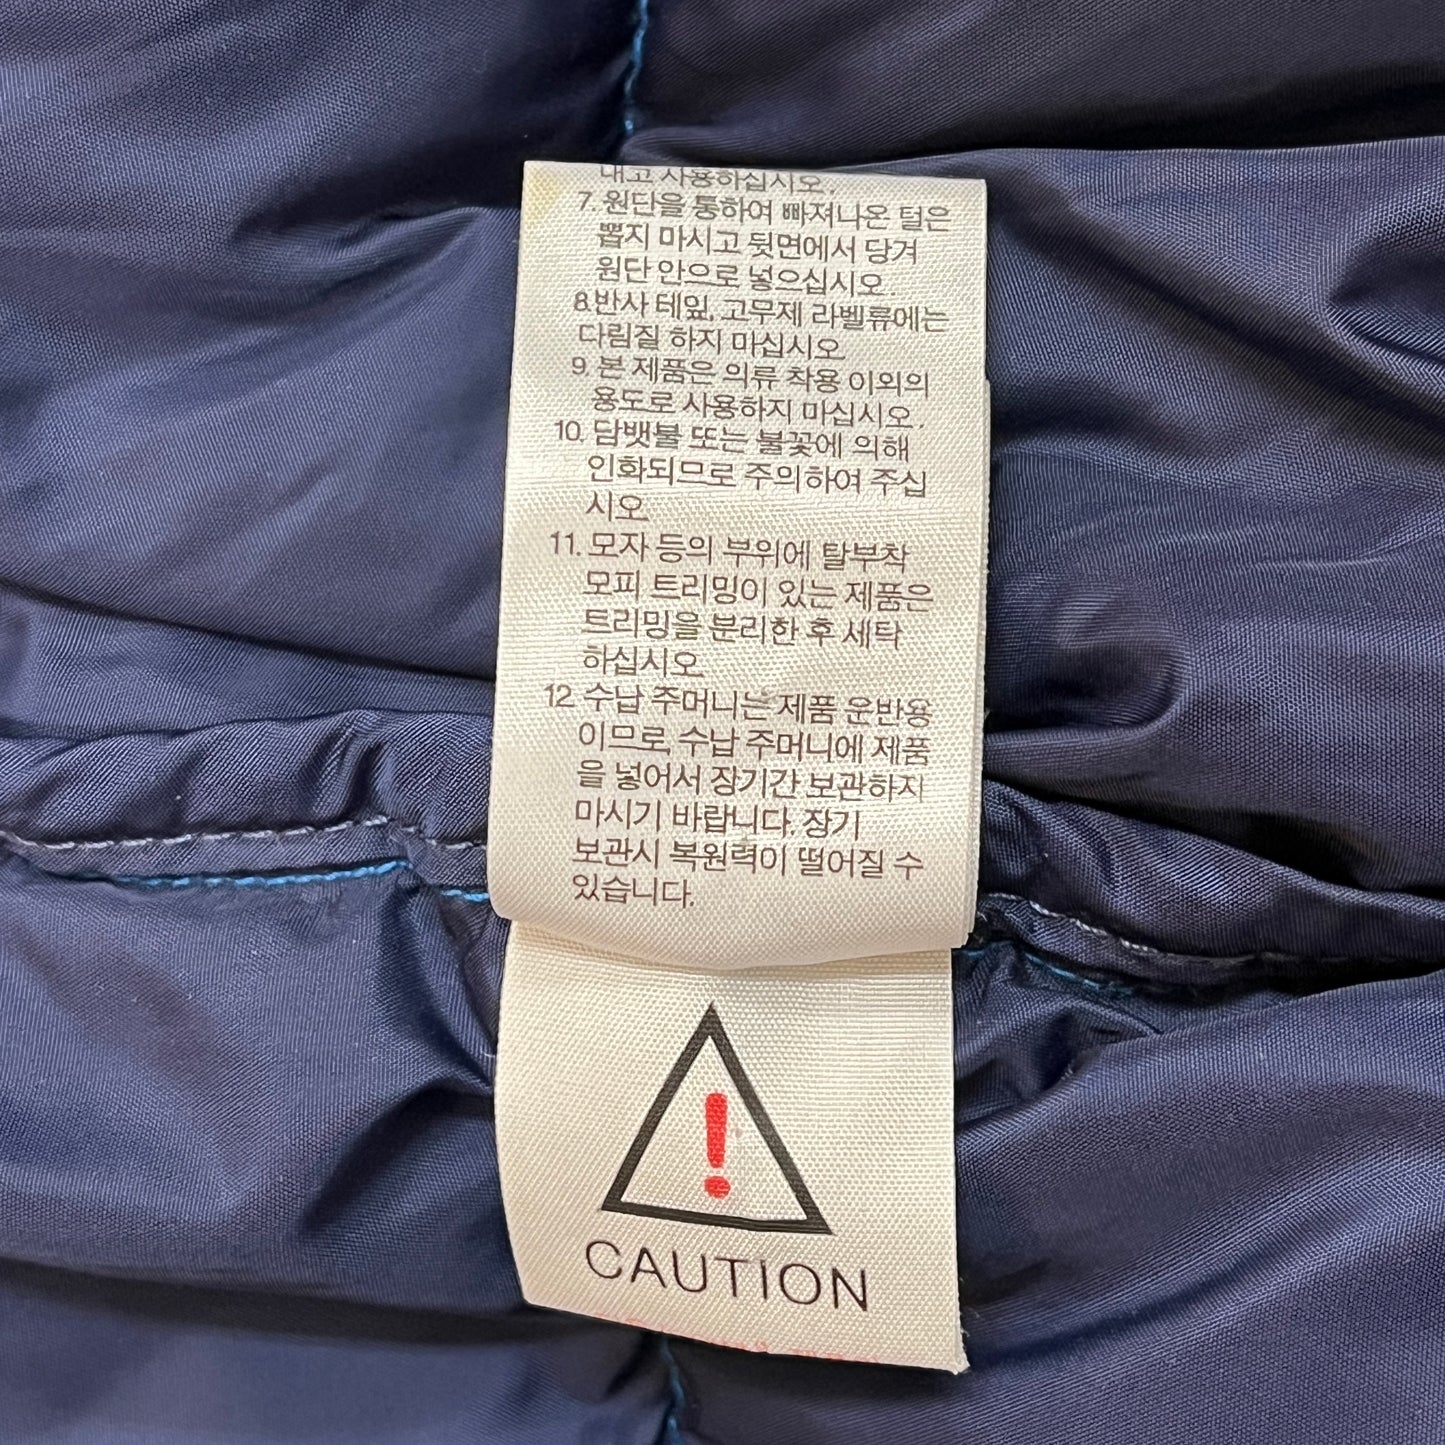 내고 사용하십시오.
7. 원단을 통하여 빠져나온 털은
뽑지 마시고 뒷면에서 당겨
원단 안으로 넣으십시오
8.반사 테잎, 고무제 라벨류에는
다림질 하지 마십시오
9. 본 제품은 의류 착용 이외의
용도로 사용하지 마십시오.
10. 담뱃불 또는 불꽃에 의해
인화되므로 주의하여 주십
시오.
11. 모자 등의 부위에 탈부착
모피 트리밍이 있는 제품은
트리밍을 분리한 후 세탁
하십시오.
12. 수납 주머니는 제품 운반용
이므로, 수납 주머니에 제품
을 넣어서 장기간 보관하지
마시기 바랍니다. 장기
보관시 복원력이 떨어질 수
있습니다.
!
CAUTION